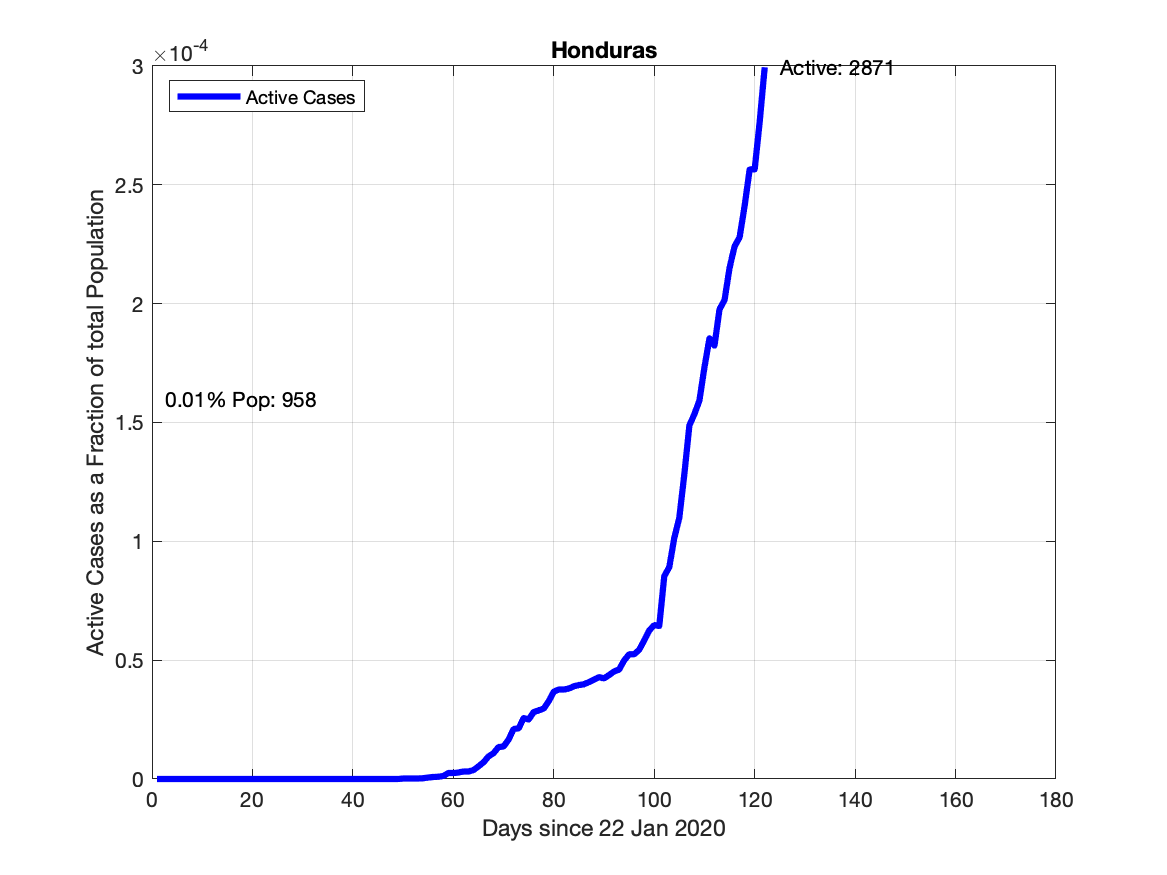 Honduras
×10-4
3
2.5
2
1.5
1
0.5
0
Active Cases as a Fraction of total Population
Active Cases
Active: 2871
0.01% Pop: 958
0 20 40 60 80 100 120 140 160 180
Days since 22 Jan 2020